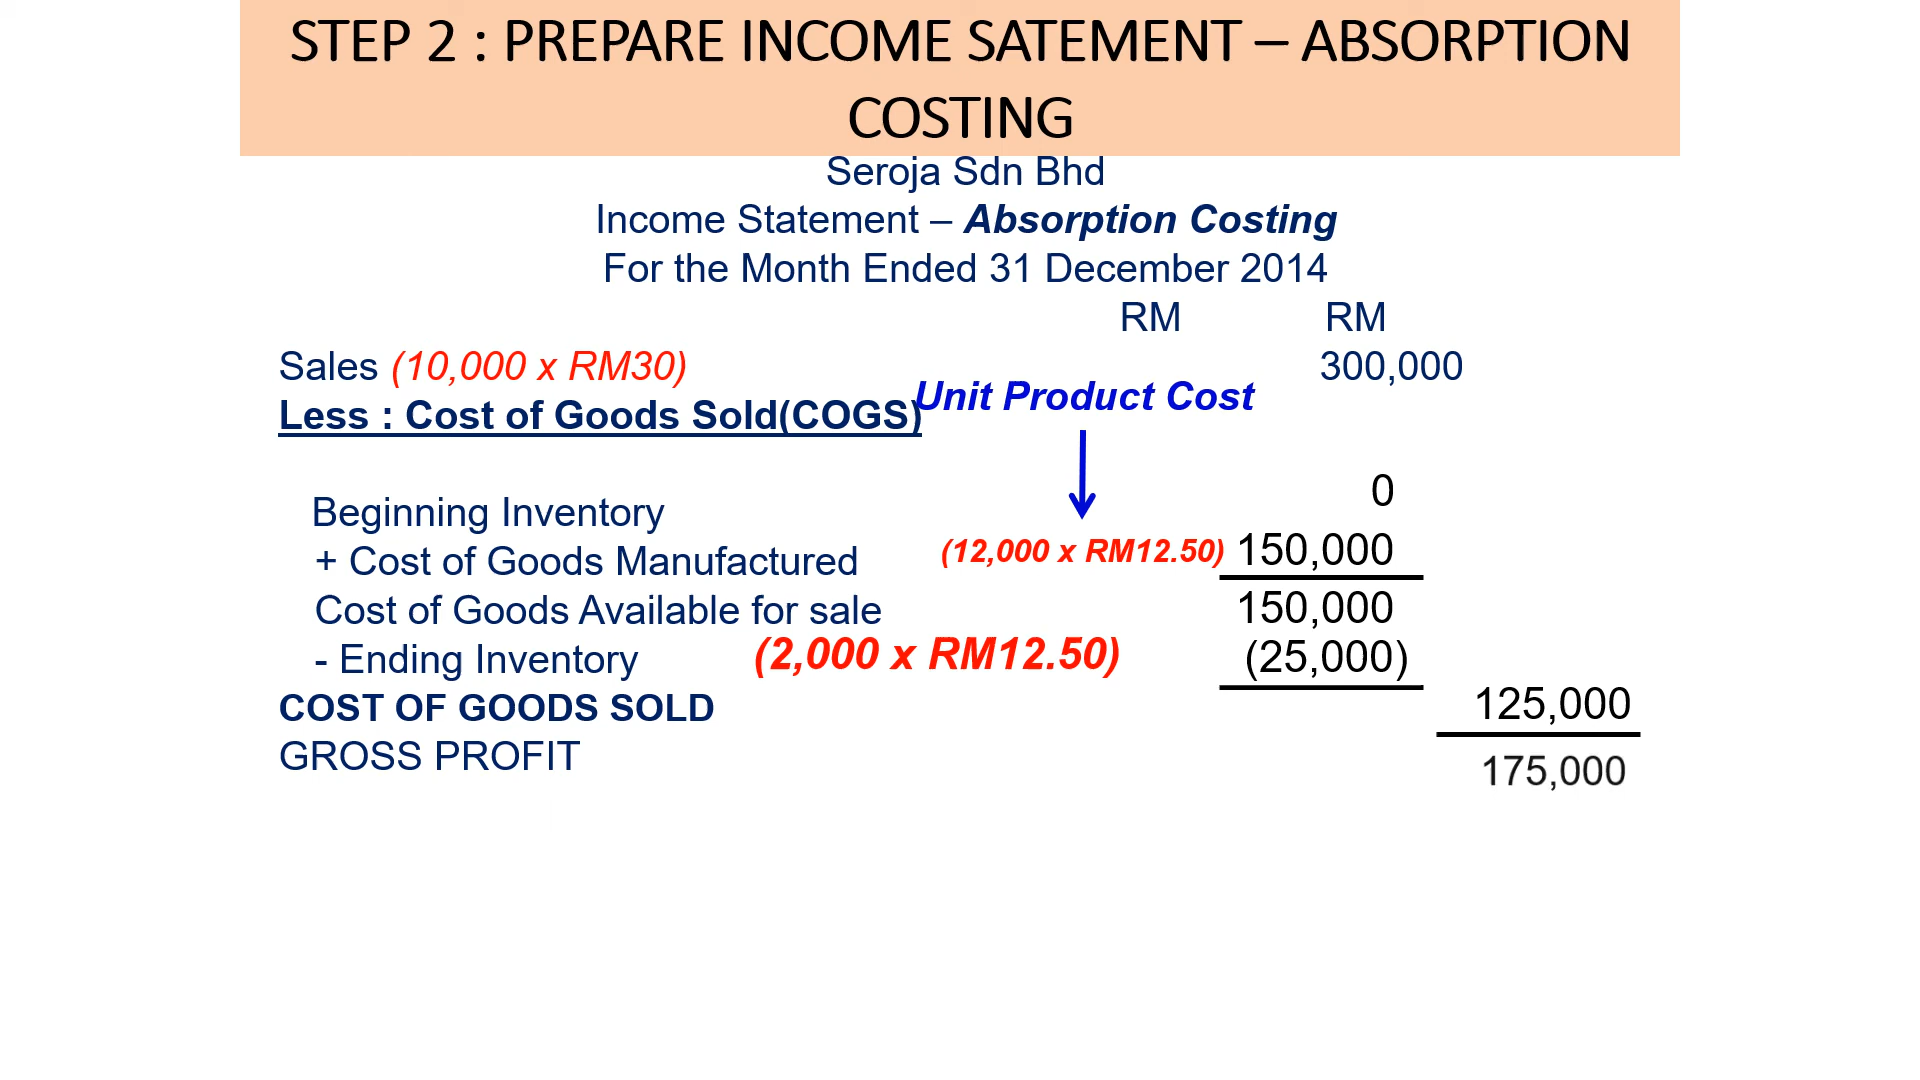 STEP 2 : PREPARE INCOME SATEMENT – ABSORPTION
COSTING
Seroja Sdn Bhd
Income Statement – Absorption Costing
For the Month Ended 31 December 2014
RM RM
Sales (10,000 x RM30) 300,000
Less : Cost of Goods Sold(COGS) Unit Product Cost
Beginning Inventory 0
+ Cost of Goods Manufactured (12,000 x RM12.50) 150,000
Cost of Goods Available for sale 150,000
- Ending Inventory (2,000 x RM12.50) (25,000)
COST OF GOODS SOLD 125,000
GROSS PROFIT 175,000